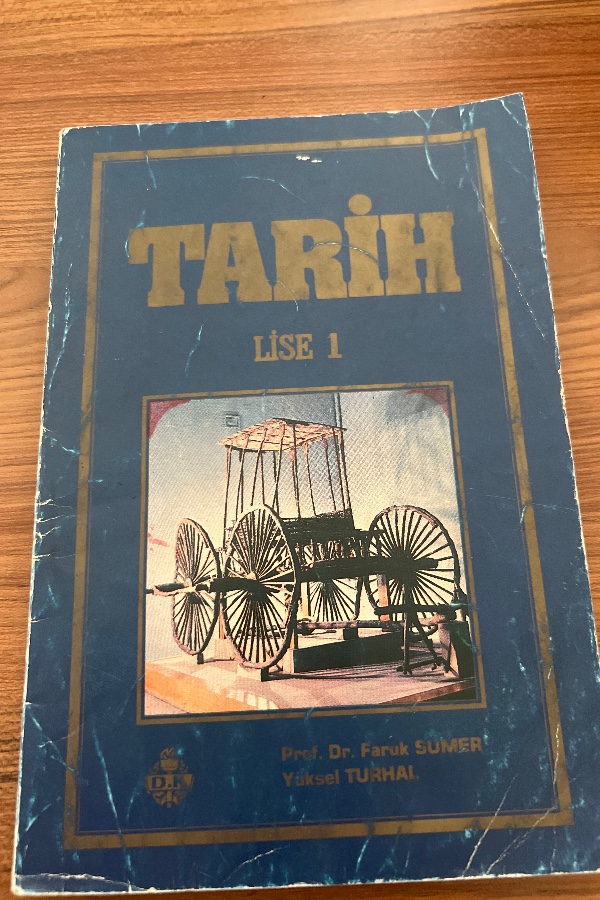 TARİH
LİSE 1
Prof. Dr. Faruk SÜMER
Yüksel TURHAL
D.K